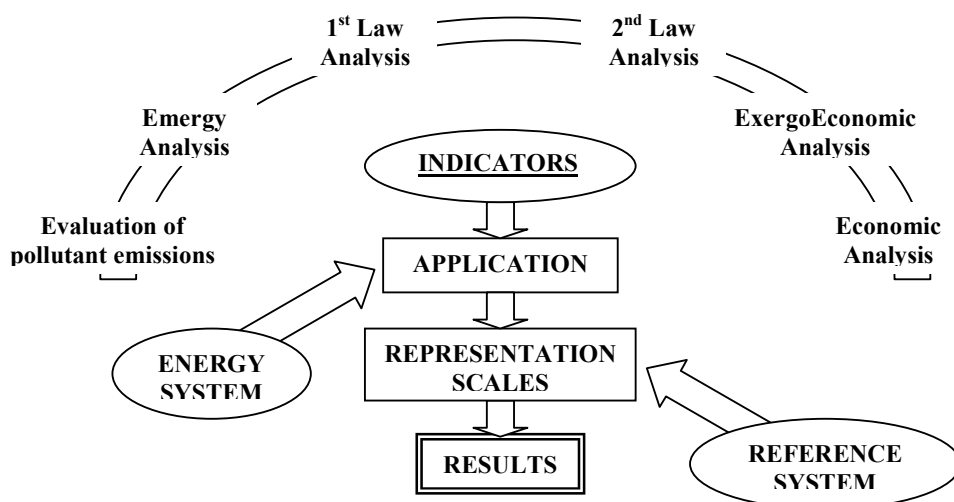 1st Law
Analysis
2nd Law
Analysis
Emergy
Analysis
ExergoEconomic
Analysis
INDICATORS
Evaluation of
pollutant emissions
Economic
Analysis
APPLICATION
ENERGY
SYSTEM
REPRESENTATION
SCALES
REFERENCE
SYSTEM
RESULTS